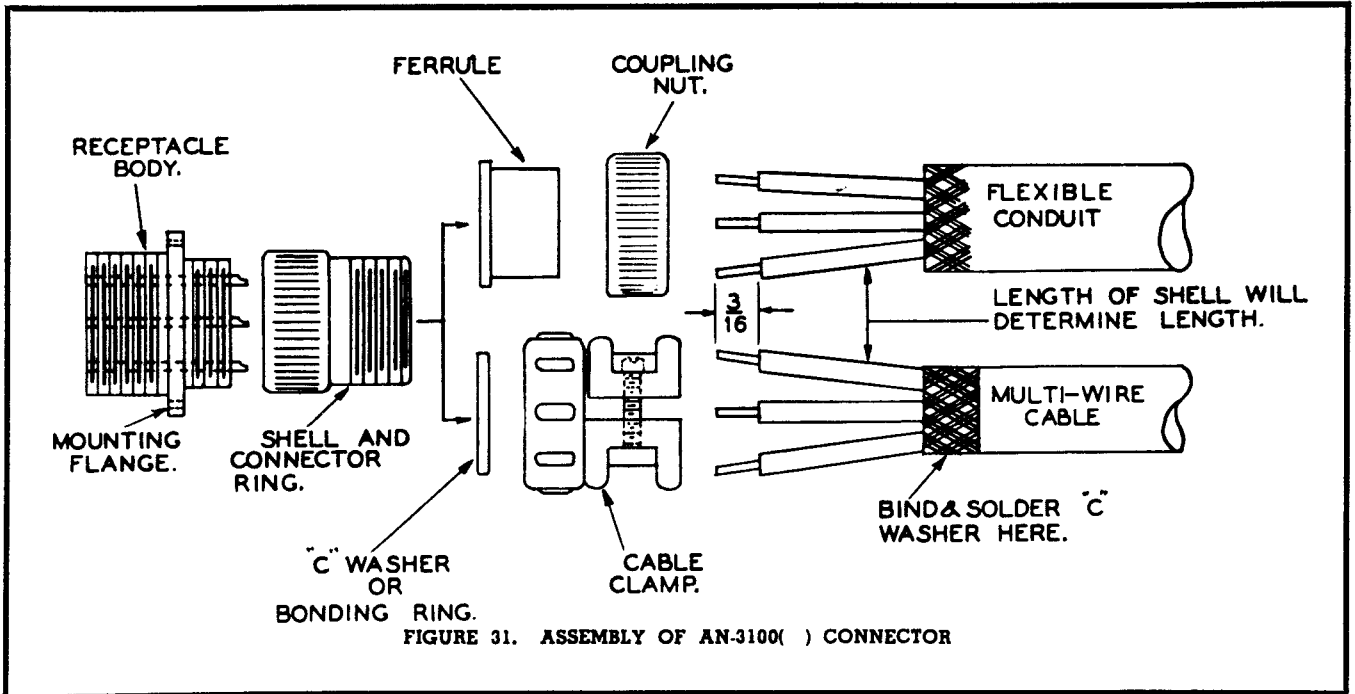 FERRULE
COUPLING
NUT.
RECEPTACLE
BODY.
FLEXIBLE
CONDUIT
3
16
LENGTH OF SHELL WILL
DETERMINE LENGTH.
MOUNTING
FLANGE.
SHELL AND
CONNECTOR
RING.
MULTI-WIRE
CABLE
BIND & SOLDER "C"
WASHER HERE.
"C" WASHER
OR
BONDING RING.
CABLE
CLAMP.
FIGURE 31. ASSEMBLY OF AN-3100( ) CONNECTOR